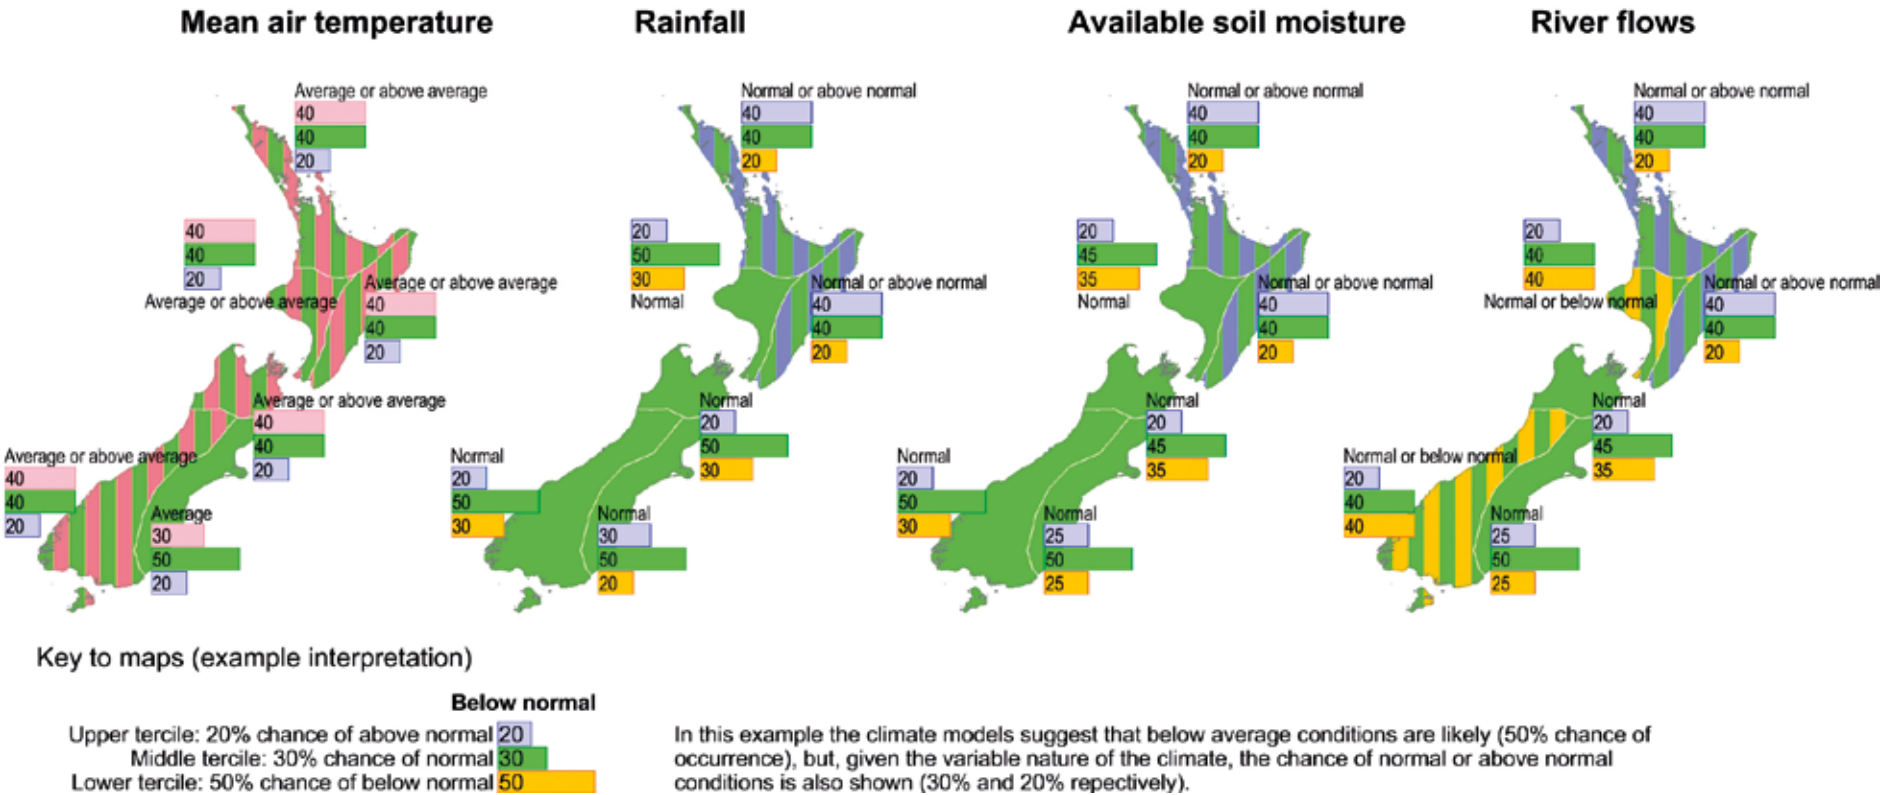 Mean air temperature
Rainfall
Available soil moisture
River flows
Average or above average
40
40
20
40
40
20
Average or above average
Average or above average
40
40
20
Average or above average
40
40
20
Average or above average
40
40
20
Average
30
50
20
Normal or above normal
40
40
20
20
50
30
Normal
Normal or above normal
40
40
20
Normal
20
50
30
Normal
20
50
30
Normal
30
50
20
Normal or above normal
40
40
20
20
45
35
Normal
Normal or above normal
40
40
20
Normal
20
45
35
Normal
20
50
30
Normal
25
50
25
Normal or above normal
40
40
20
20
40
40
Normal or below normal
Normal or above normal
40
40
20
Normal
20
45
35
Normal or below normal
20
40
40
Normal
25
50
25
Key to maps (example interpretation)
Below normal
Upper tercile: 20% chance of above normal 20
Middle tercile: 30% chance of normal 30
Lower tercile: 50% chance of below normal 50
In this example the climate models suggest that below average conditions are likely (50% chance of
occurrence), but, given the variable nature of the climate, the chance of normal or above normal
conditions is also shown (30% and 20% repectively).